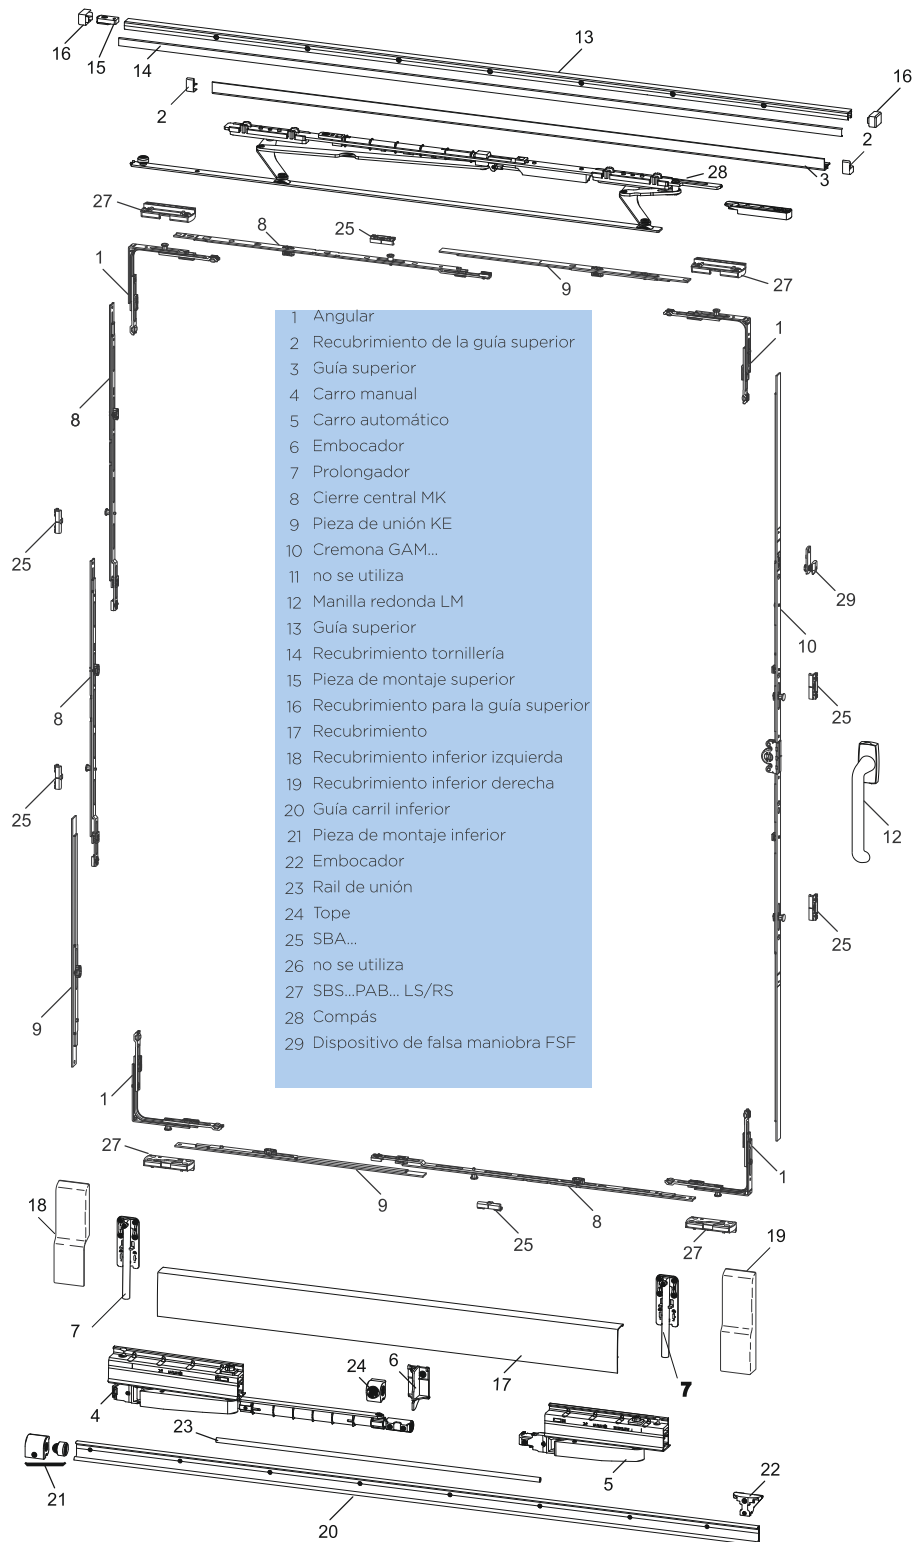 16
15
14
13
16
2
2
3
28
27
8
25
1
9
27
1
8
25
29
10
8
25
25
12
25
9
1 Angular
2 Recubrimiento de la guía superior
3 Guía superior
4 Carro manual
5 Carro automático
6 Embocador
7 Prolongador
8 Cierre central MK
9 Pieza de unión KE
10 Cremona GAM...
11 no se utiliza
12 Manilla redonda LM
13 Guía superior
14 Recubrimiento tornillería
15 Pieza de montaje superior
16 Recubrimiento para la guía superior
17 Recubrimiento
18 Recubrimiento inferior izquierda
19 Recubrimiento inferior derecha
20 Guía carril inferior
21 Pieza de montaje inferior
22 Embocador
23 Rail de unión
24 Tope
25 SBA...
26 no se utiliza
27 SBS...PAB... LS/RS
28 Compás
29 Dispositivo de falsa maniobra FSF
1
27
9
8
1
18
25
27
19
7
17
7
6
24
4
23
5
22
21
20